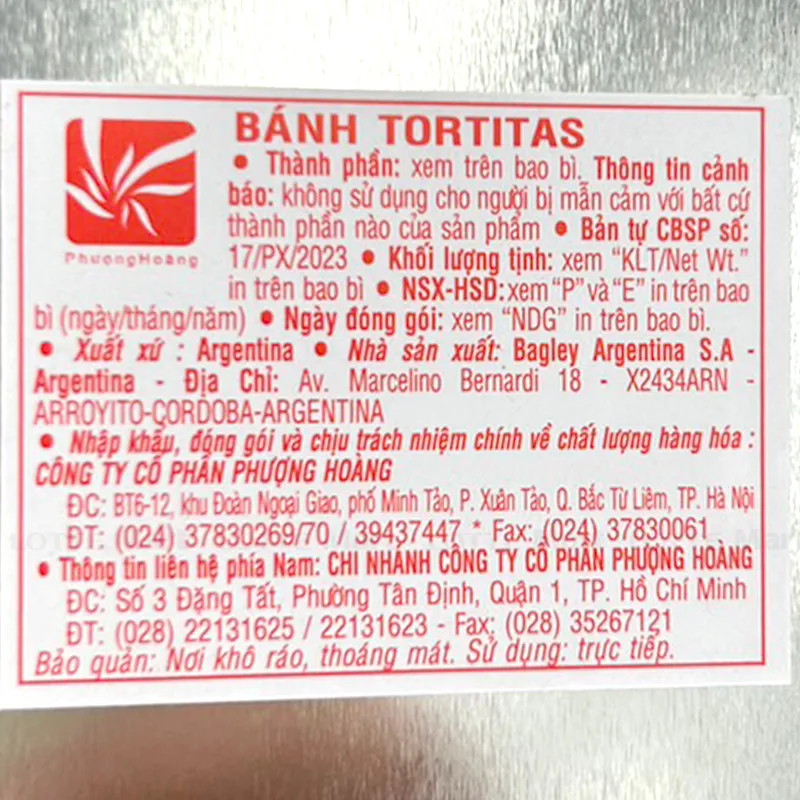 BÁNH TORTITAS
• Thành phần: xem trên bao bì. Thông tin cảnh
báo: không sử dụng cho người bị mẫn cảm với bất cứ
thành phần nào của sản phẩm • Bản tự CBSP số:
PhượngHoàng
17/PX/2023 • Khối lượng tịnh: xem “KLT/Net Wt.”
in trên bao bì • NSX-HSD: xem “P” và “E” in trên bao
bì (ngày/tháng/năm) • Ngày đóng gói: xem “NDG” in trên bao bì.
• Xuất xứ : Argentina • Nhà sản xuất: Bagley Argentina S.A -
Argentina - Địa Chỉ: Av. Marcelino Bernardi 18 - X2434ARN -
ARROYITO-CORDOBA-ARGENTINA
• Nhập khẩu, đóng gói và chịu trách nhiệm chính về chất lượng hàng hóa :
CÔNG TY CỔ PHẦN PHƯỢNG HOÀNG
ĐC: BT6-12, khu Đoàn Ngoại Giao, phố Minh Tảo, P. Xuân Tảo, Q. Bắc Từ Liêm, TP. Hà Nội
ĐT: (024) 37830269/70 / 39437447 * Fax: (024) 37830061
• Thông tin liên hệ phía Nam: CHI NHÁNH CÔNG TY CỔ PHẦN PHƯỢNG HOÀNG
ĐC: Số 3 Đặng Tất, Phường Tân Định, Quận 1, TP. Hồ Chí Minh
ĐT: (028) 22131625 / 22131623 - Fax: (028) 35267121
Bảo quản: Nơi khô ráo, thoáng mát. Sử dụng: trực tiếp.